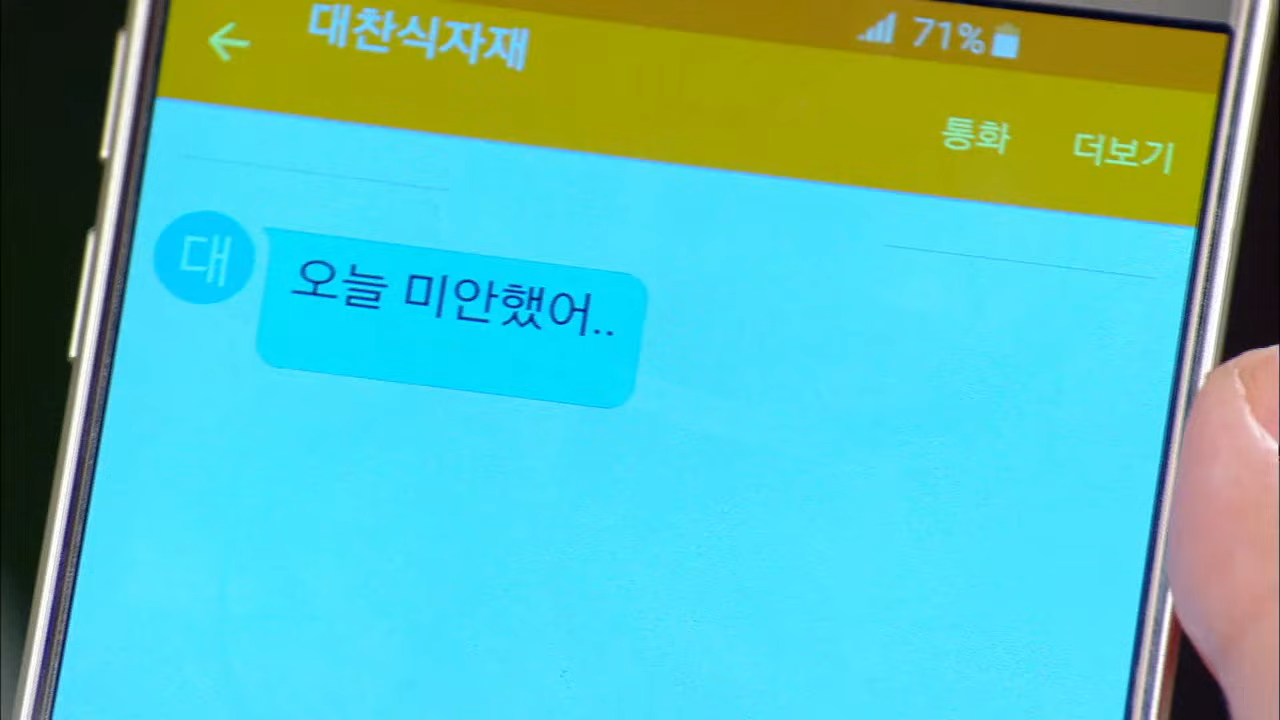 71%
대찬식자재
통화 더보기
대
오늘 미안했어..